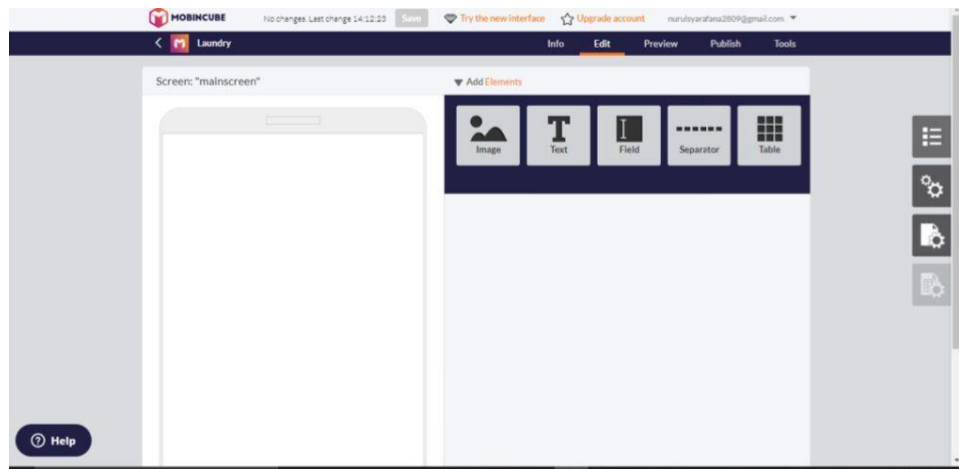 MOBINCUBE No changes. Last change 14:12:23 Save Try the new interface Upgrade account nurulsyarafana2809@gmail.com
Laundry Info Edit Preview Publish Tools
Screen: "mainscreen" Add Elements
Image Text Field Separator Table
Help